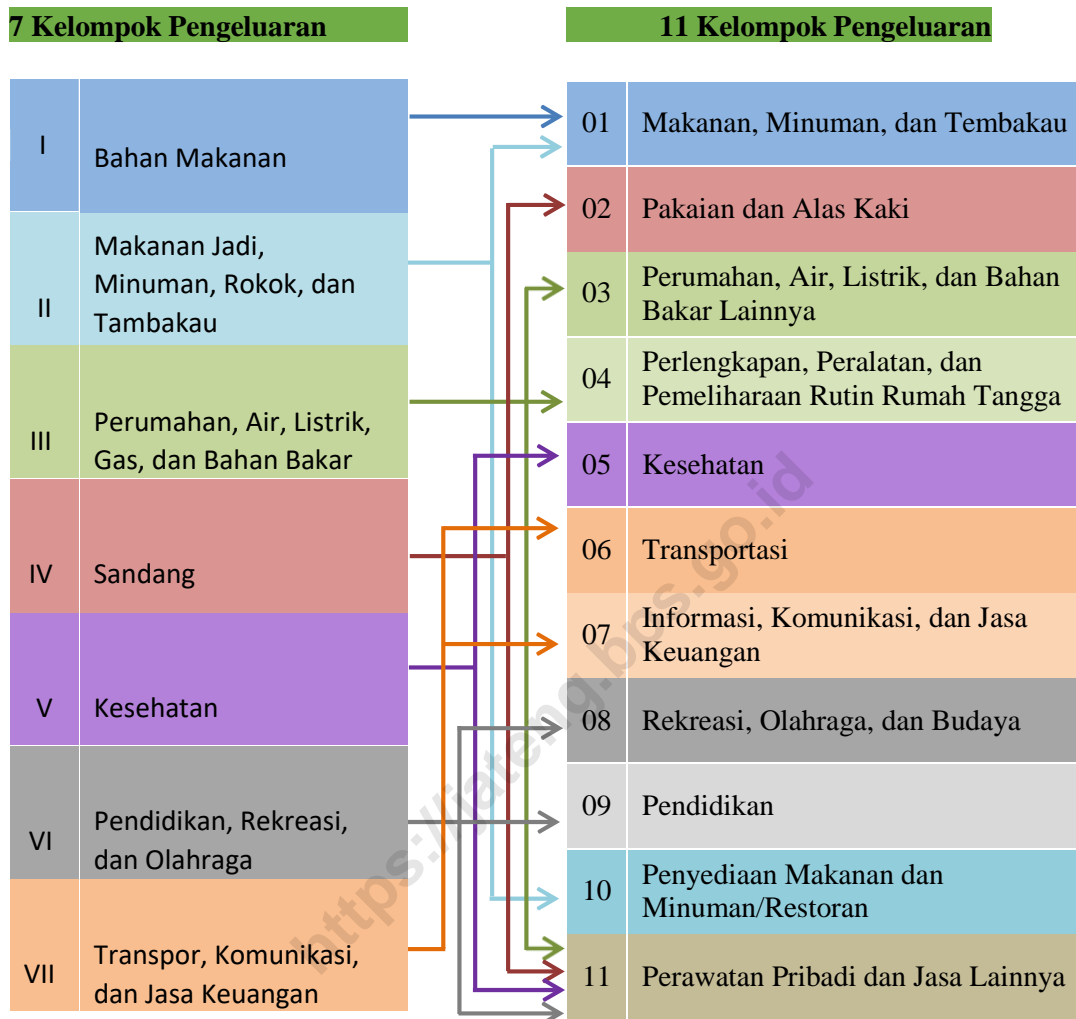 7 Kelompok Pengeluaran
11 Kelompok Pengeluaran
I
Bahan Makanan
II
Makanan Jadi,
Minuman, Rokok, dan
Tambakau
III
Perumahan, Air, Listrik,
Gas, dan Bahan Bakar
IV
Sandang
V
Kesehatan
VI
Pendidikan, Rekreasi,
dan Olahraga
VII
Transpor, Komunikasi,
dan Jasa Keuangan
01
Makanan, Minuman, dan Tembakau
02
Pakaian dan Alas Kaki
03
Perumahan, Air, Listrik, dan Bahan
Bakar Lainnya
04
Perlengkapan, Peralatan, dan
Pemeliharaan Rutin Rumah Tangga
05
Kesehatan
06
Transportasi
07
Informasi, Komunikasi, dan Jasa
Keuangan
08
Rekreasi, Olahraga, dan Budaya
09
Pendidikan
10
Penyediaan Makanan dan
Minuman/Restoran
11
Perawatan Pribadi dan Jasa Lainnya
https://jateng.bps.go.id